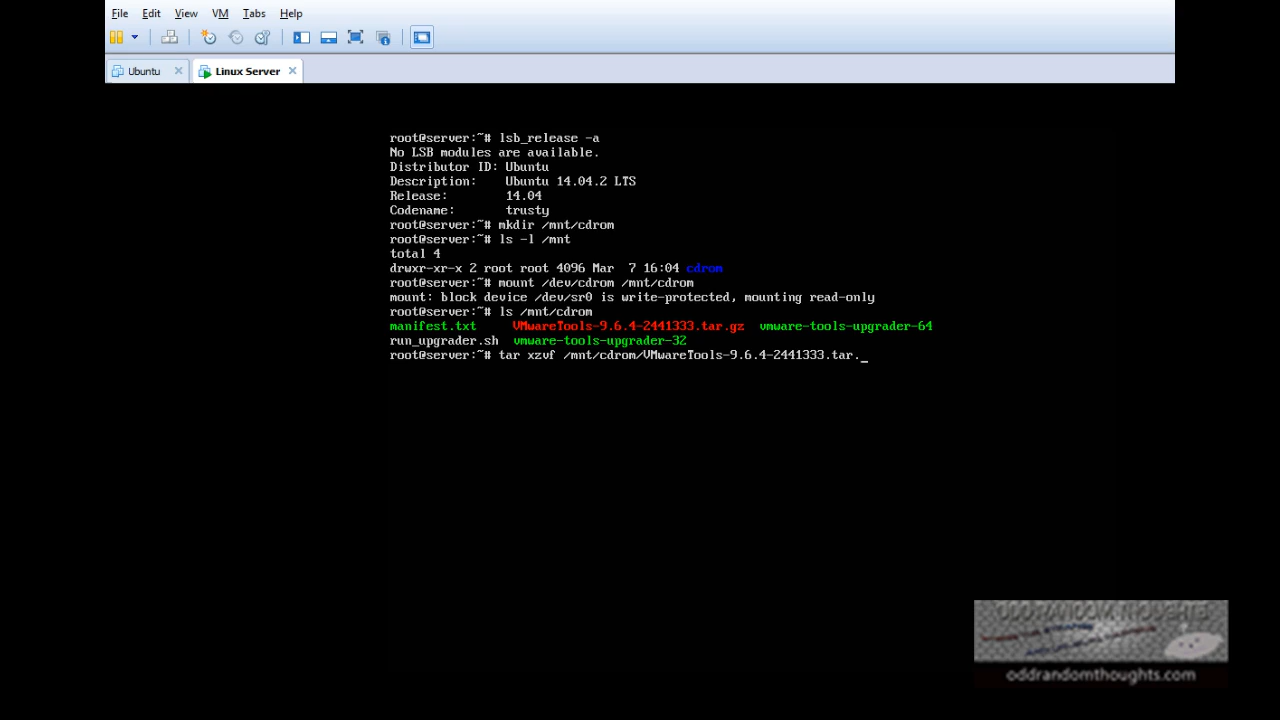 File Edit View VM Tabs Help
Ubuntu Linux Server
root@server:~# lsb_release -a
No LSB modules are available.
Distributor ID: Ubuntu
Description:    Ubuntu 14.04.2 LTS
Release:        14.04
Codename:       trusty
root@server:~# mkdir /mnt/cdrom
root@server:~# ls -l /mnt
total 4
drwxr-xr-x 2 root root 4096 Mar  7 16:04 cdrom
root@server:~# mount /dev/cdrom /mnt/cdrom
mount: block device /dev/sr0 is write-protected, mounting read-only
root@server:~# ls /mnt/cdrom
manifest.txt     VMwareTools-9.6.4-2441333.tar.gz  vmware-tools-upgrader-64
run_upgrader.sh  vmware-tools-upgrader-32
root@server:~# tar xzvf /mnt/cdrom/VMwareTools-9.6.4-2441333.tar._
ODD RANDOM THOUGHTS
oddrandomthoughts.com